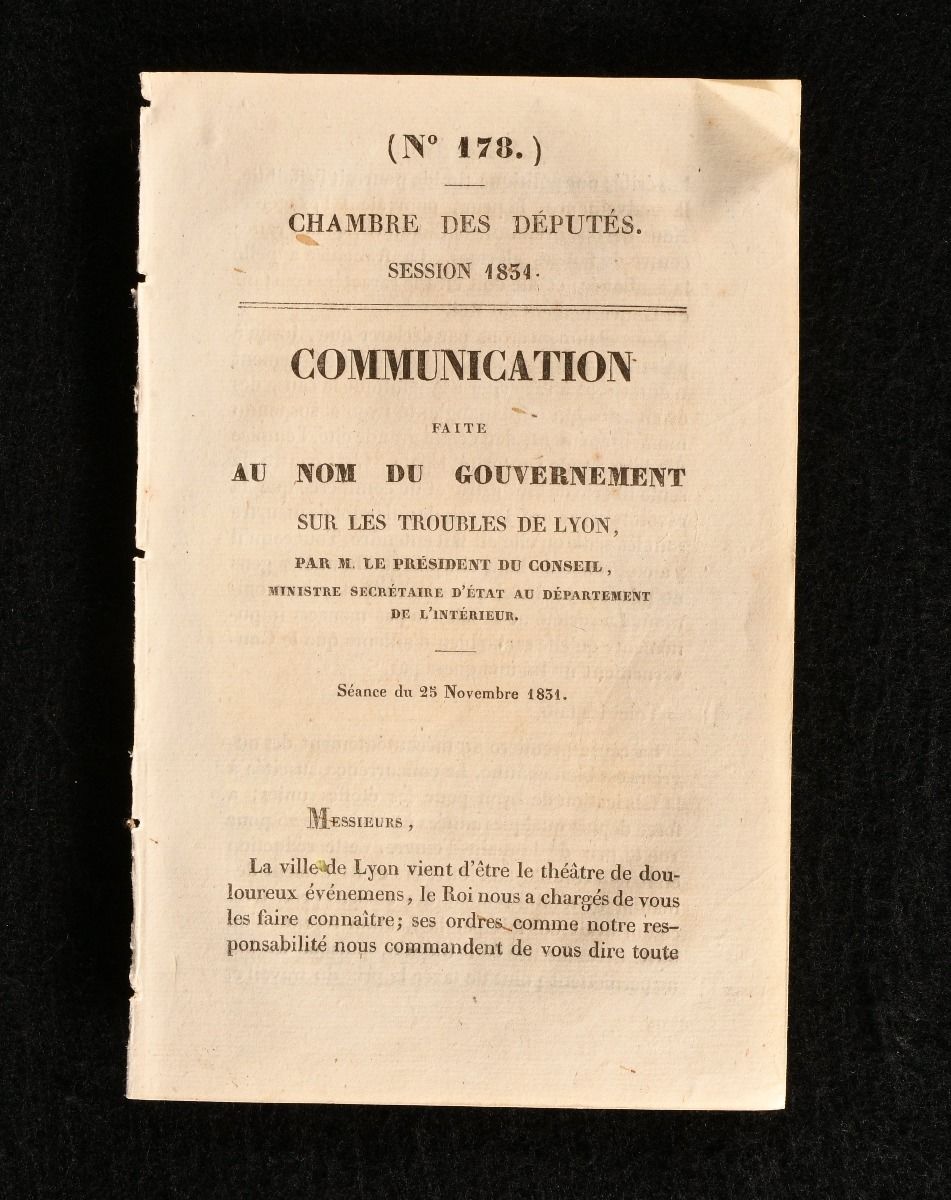 (Nº 178.)
CHAMBRE DES DÉPUTÉS.
SESSION 1831.
COMMUNICATION
FAITE
AU NOM DU GOUVERNEMENT
SUR LES TROUBLES DE LYON,
PAR M. LE PRÉSIDENT DU CONSEIL,
MINISTRE SECRÉTAIRE D'ÉTAT AU DÉPARTEMENT
DE L'INTÉRIEUR.
Séance du 25 Novembre 1831.
MESSIEURS,
La ville de Lyon vient d'être le théâtre de dou-
loureux événemens, le Roi nous a chargés de vous
les faire connaître; ses ordres comme notre res-
ponsabilité nous commandent de vous dire toute